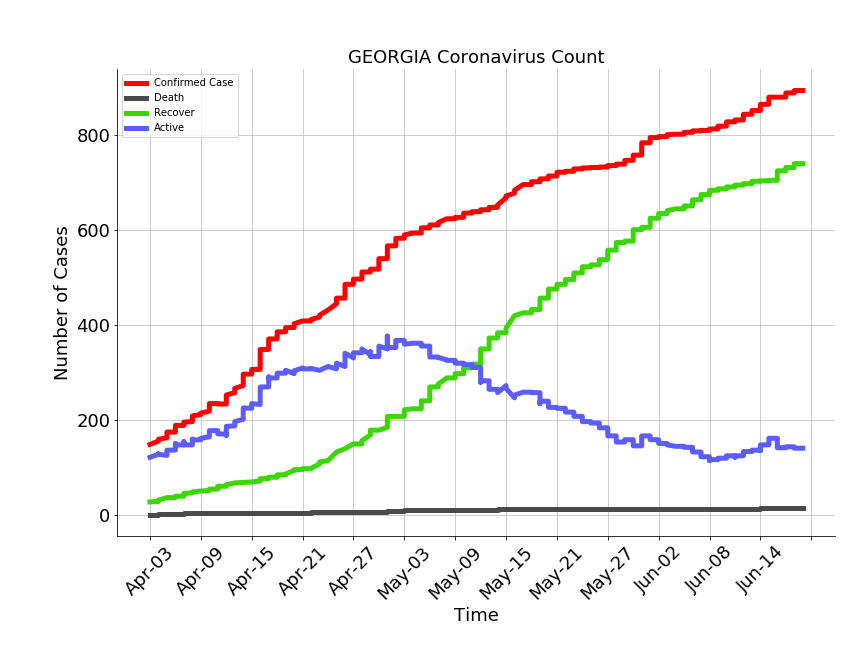 GEORGIA Coronavirus Count
Confirmed Case
Death
Recover
Active
Number of Cases
800
600
400
200
0
Apr-03
Apr-09
Apr-15
Apr-21
Apr-27
May-03
May-09
May-15
May-21
May-27
Jun-02
Jun-08
Jun-14
Time